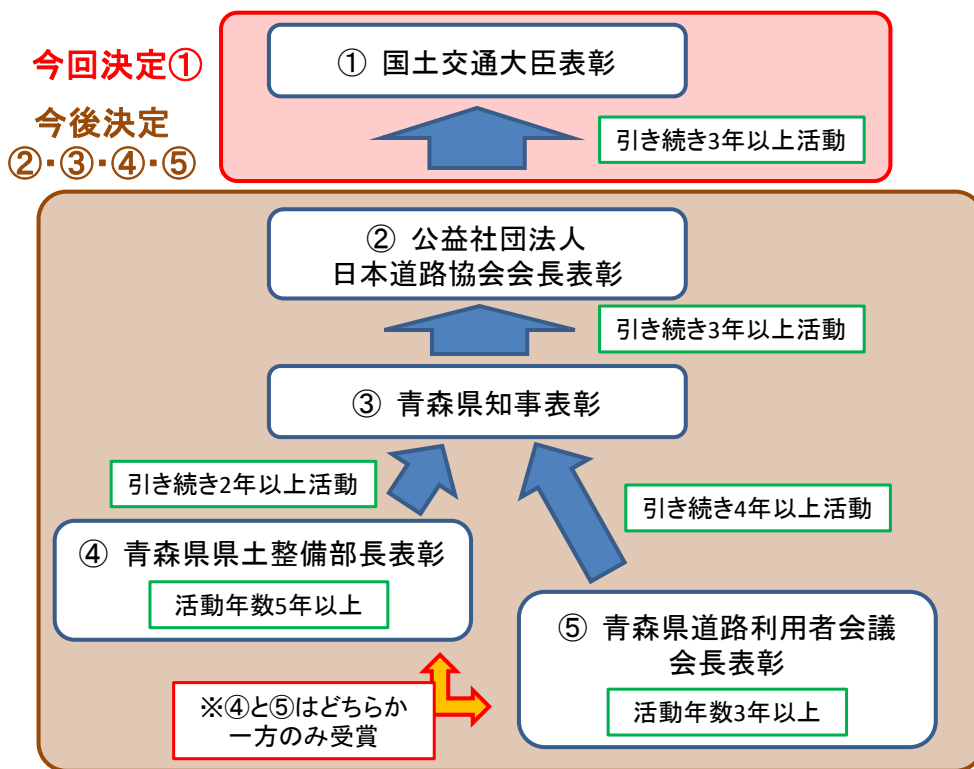 今回決定①
① 国土交通大臣表彰
引き続き3年以上活動
今後決定
②・③・④・⑤
② 公益社団法人
日本道路協会会長表彰
引き続き3年以上活動
③ 青森県知事表彰
引き続き2年以上活動
引き続き4年以上活動
④ 青森県県土整備部長表彰
活動年数5年以上
⑤ 青森県道路利用者会議
会長表彰
活動年数3年以上
※④と⑤はどちらか
一方のみ受賞